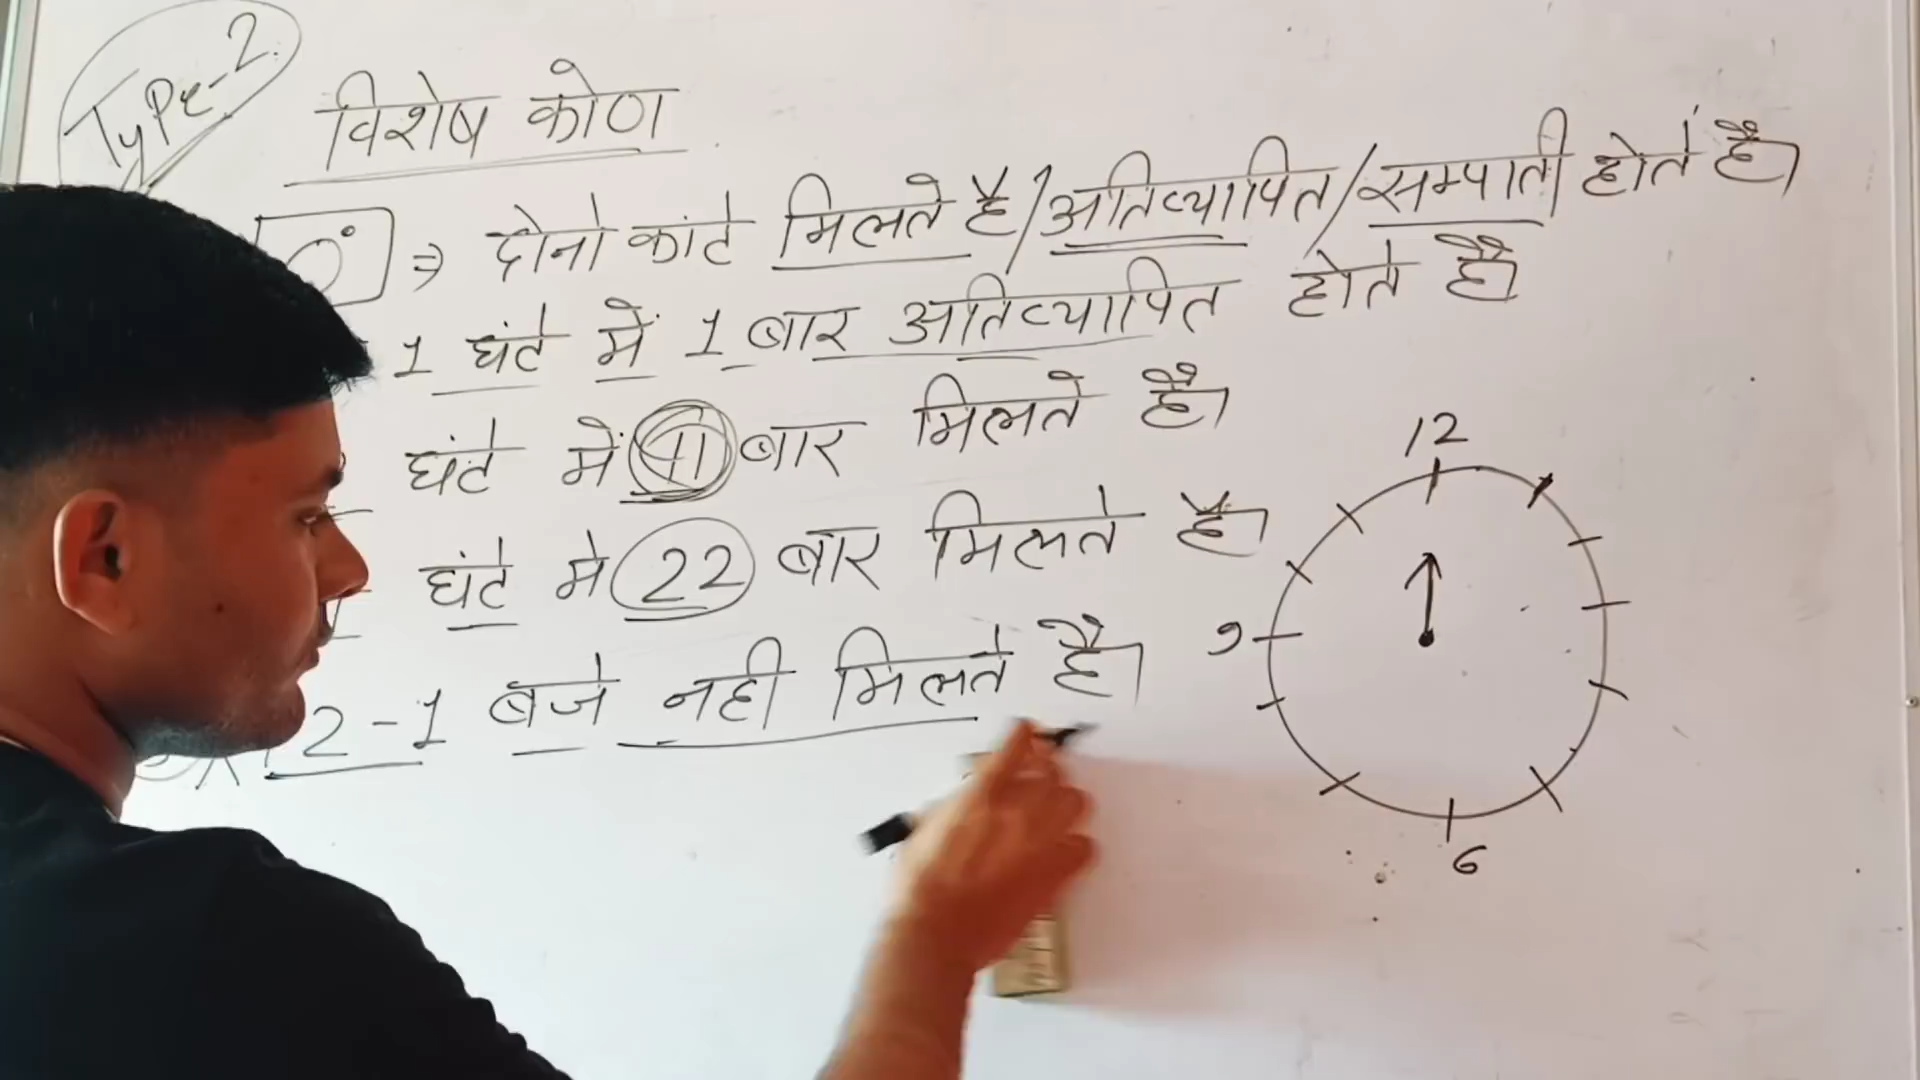 Type-2
विशेष कोण
0° ⇒ दोनो कांटे मिलते है/अतिव्यापित/सम्पाती होते है।
1 घंटे में 1 बार अतिव्यापित होते है
घंटे में 11 बार मिलते है।
घंटे मे 22 बार मिलते है।
2-1 बजे नही मिलते है।
12
9
6